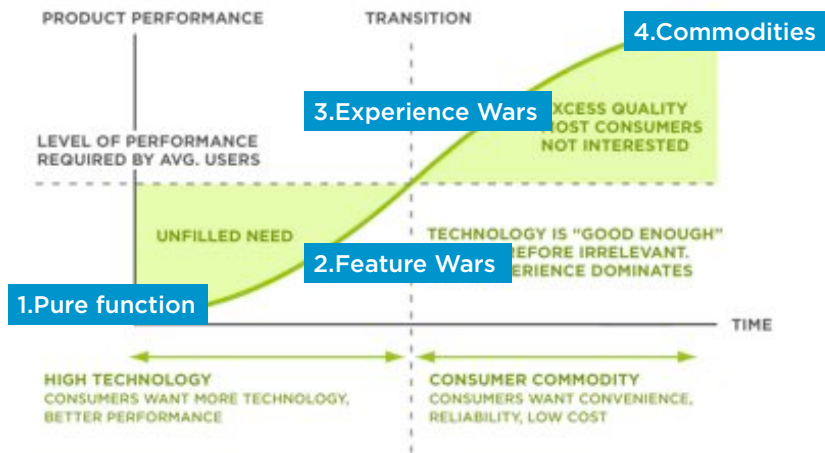 PRODUCT PERFORMANCE
TRANSITION
4.Commodities
3.Experience Wars
EXCESS QUALITY
MOST CONSUMERS
NOT INTERESTED
LEVEL OF PERFORMANCE
REQUIRED BY AVG. USERS
UNFILLED NEED
TECHNOLOGY IS “GOOD ENOUGH”
IRRELEVANT.
DOMINATES
2.Feature Wars
1.Pure function
TIME
HIGH TECHNOLOGY
CONSUMERS WANT MORE TECHNOLOGY,
BETTER PERFORMANCE
CONSUMER COMMODITY
CONSUMERS WANT CONVENIENCE,
RELIABILITY, LOW COST